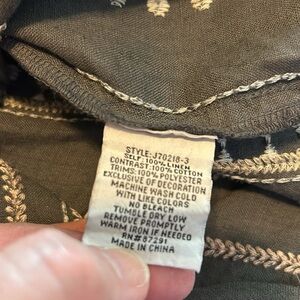 STYLE: J70218-3
SELF: 100% LINEN
CONTRAST: 100% COTTON
TRIMS: 100% POLYESTER
EXCLUSIVE OF DECORATION
MACHINE WASH COLD
WITH LIKE COLORS
NO BLEACH
TUMBLE DRY LOW
REMOVE PROMPTLY
WARM IRON IF NEEDED
RN#87291
MADE IN CHINA